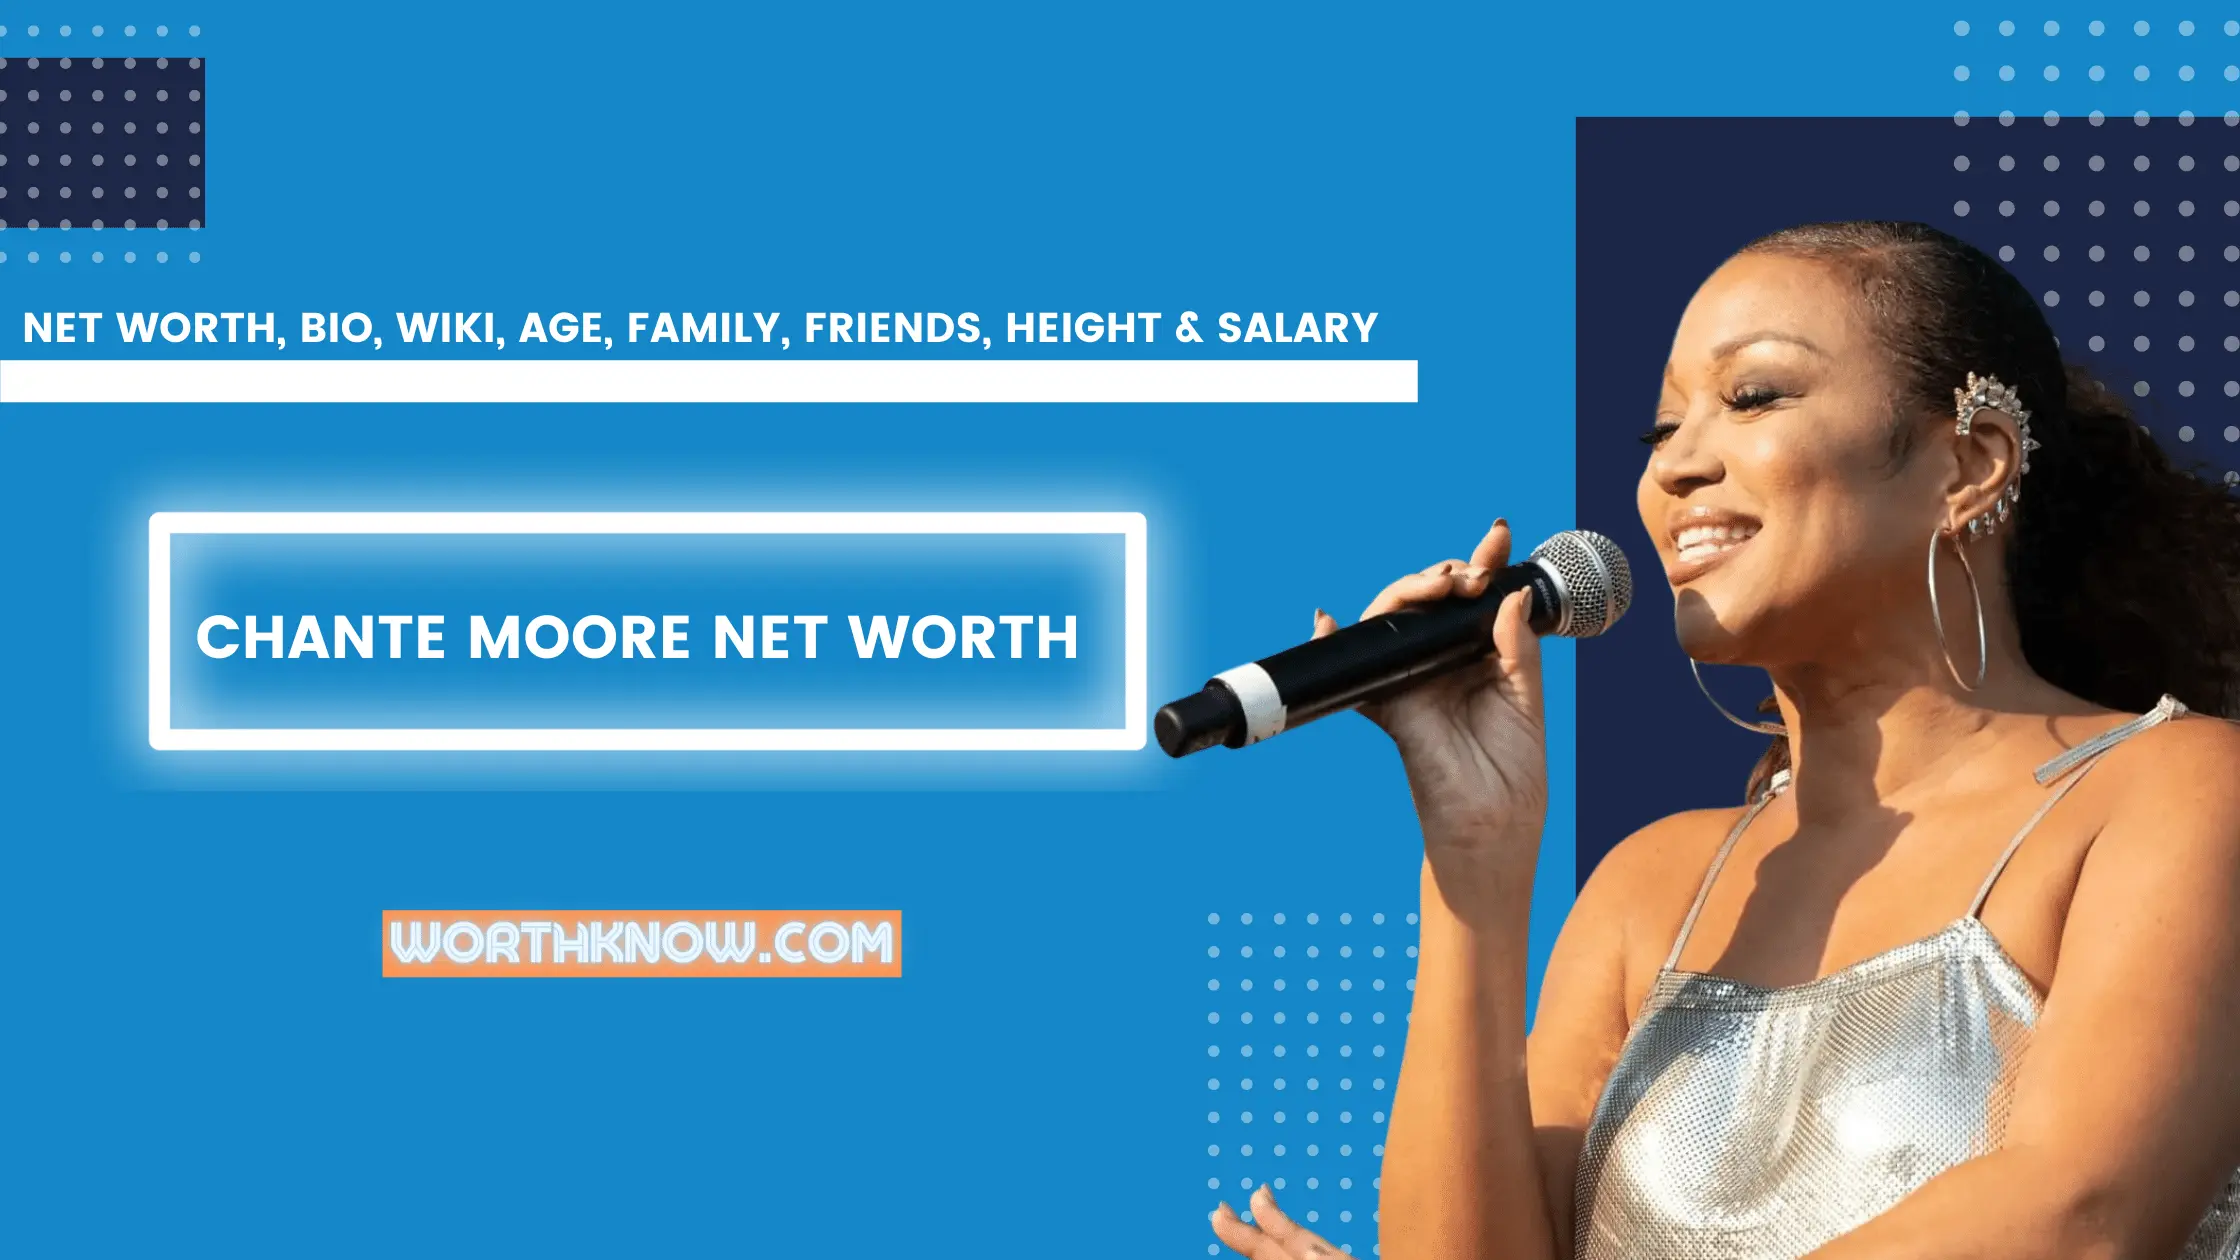 NET WORTH, BIO, WIKI, AGE, FAMILY, FRIENDS, HEIGHT & SALARY
CHANTE MOORE NET WORTH
WORTHKNOW.COM